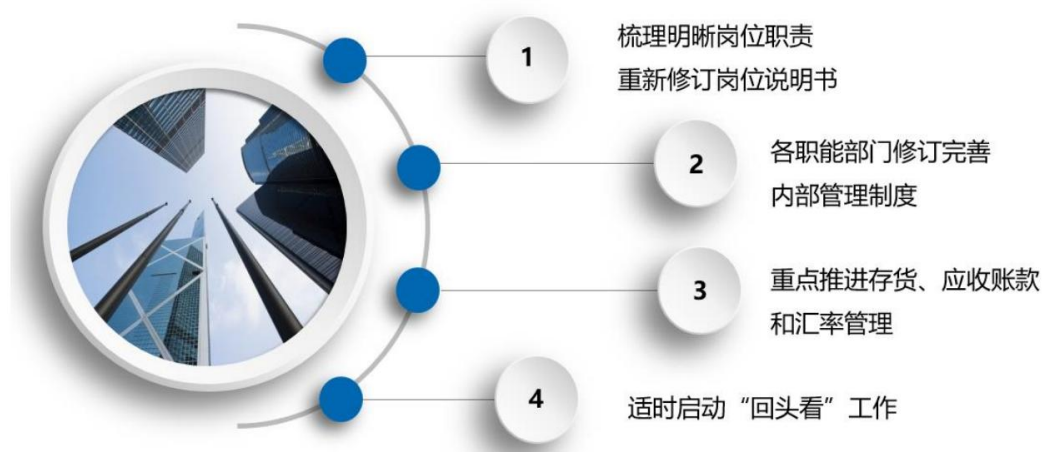 1
梳理明晰岗位职责
重新修订岗位说明书
2
各职能部门修订完善
内部管理制度
3
重点推进存货、应收账款
和汇率管理
4
适时启动“回头看”工作